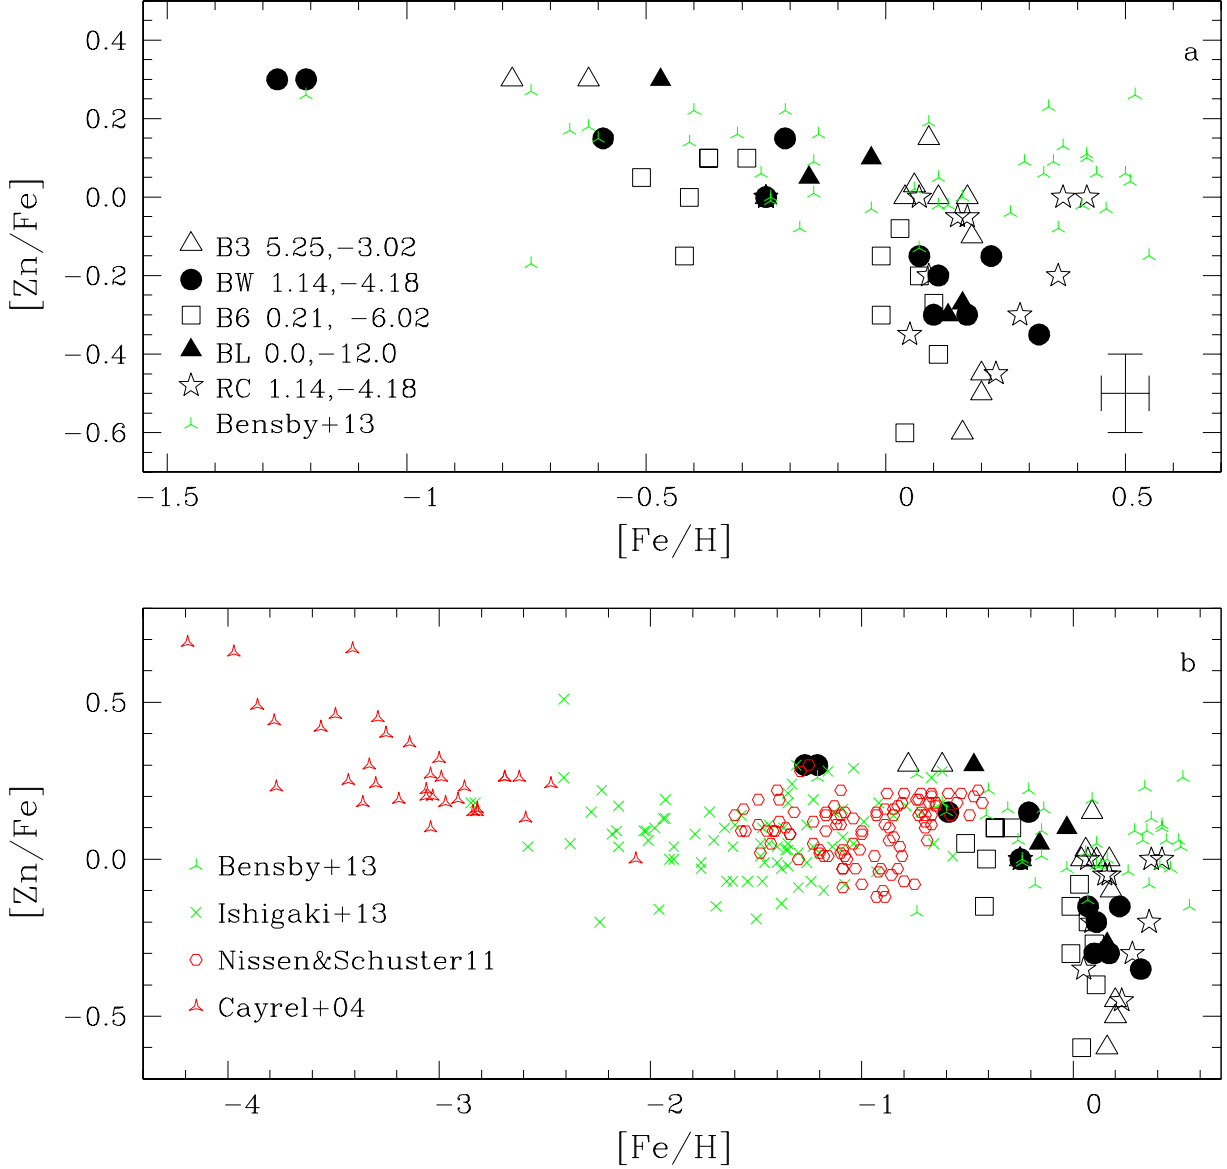 a
0.4
0.2
0.0
−0.2
−0.4
−0.6
[Zn/Fe]
B3 5.25,−3.02
BW 1.14,−4.18
B6 0.21, −6.02
BL 0.0,−12.0
RC 1.14,−4.18
Bensby+13
−1.5 −1 −0.5 0 0.5
[Fe/H]
b
0.5
0.0
−0.5
[Zn/Fe]
Bensby+13
Ishigaki+13
Nissen&Schuster11
Cayrel+04
−4 −3 −2 −1 0
[Fe/H]